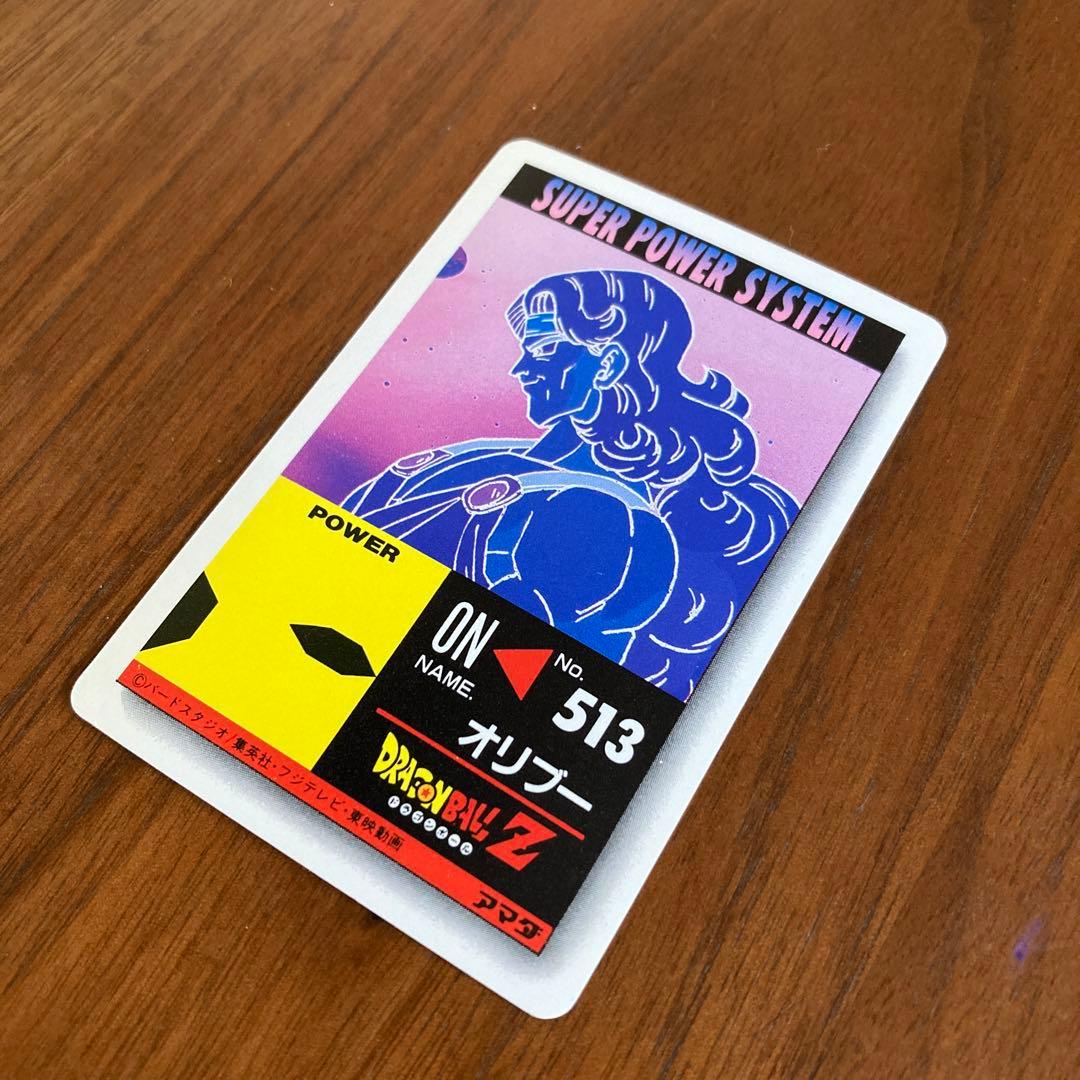 SUPER POWER SYSTEM
POWER
ON
No.
513
NAME.
オリブー
DRAGON BALL Z
ドラゴンボール
©バードスタジオ/集英社・フジテレビ・東映動画
アマダ